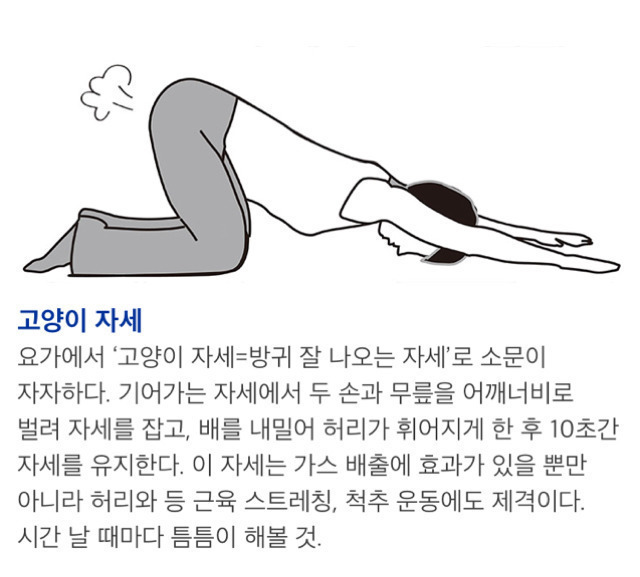 고양이 자세
요가에서 ‘고양이 자세=방귀 잘 나오는 자세’로 소문이
자자하다. 기어가는 자세에서 두 손과 무릎을 어깨너비로
벌려 자세를 잡고, 배를 내밀어 허리가 휘어지게 한 후 10초간
자세를 유지한다. 이 자세는 가스 배출에 효과가 있을 뿐만
아니라 허리와 등 근육 스트레칭, 척추 운동에도 제격이다.
시간 날 때마다 틈틈이 해볼 것.